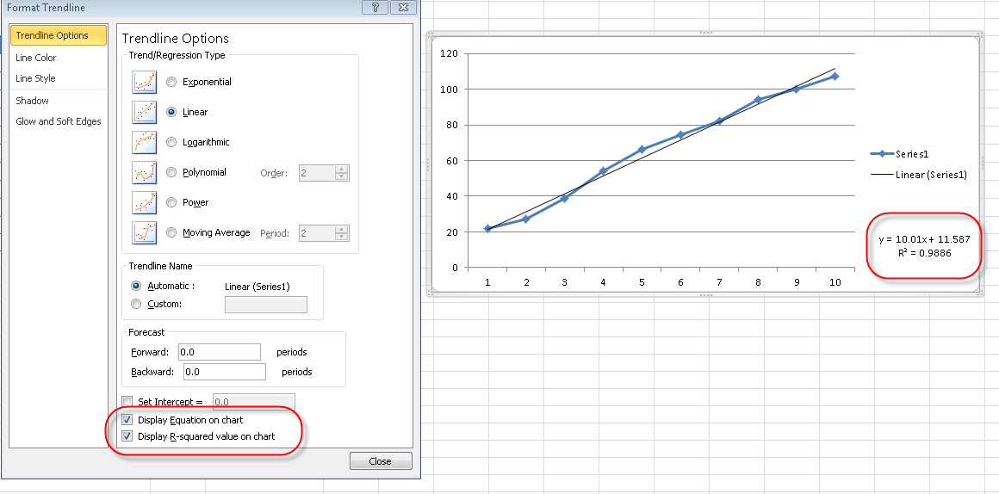 Format Trendline
?
Trendline Options
Line Color
Line Style
Shadow
Glow and Soft Edges
Trendline Options
Trend/Regression Type
Exponential
Linear
Logarithmic
Polynomial Order: 2
Power
Moving Average Period: 2
Trendline Name
Automatic : Linear (Series1)
Custom:
Forecast
Forward: 0.0 periods
Backward: 0.0 periods
Set Intercept = 0.0
Display Equation on chart
Display R-squared value on chart
Close
120
100
80
60
40
20
0
1 2 3 4 5 6 7 8 9 10
Series1
Linear (Series1)
y = 10.01x + 11.587
R² = 0.9886